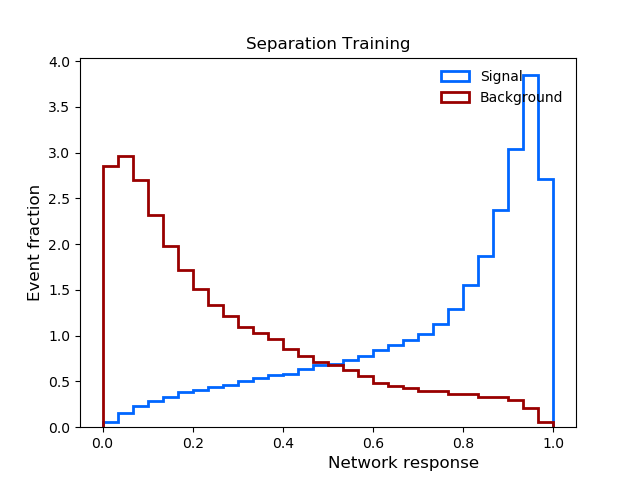 Separation Training
Signal
Background
Event fraction
4.0
3.5
3.0
2.5
2.0
1.5
1.0
0.5
0.0
0.0 0.2 0.4 0.6 0.8 1.0
Network response